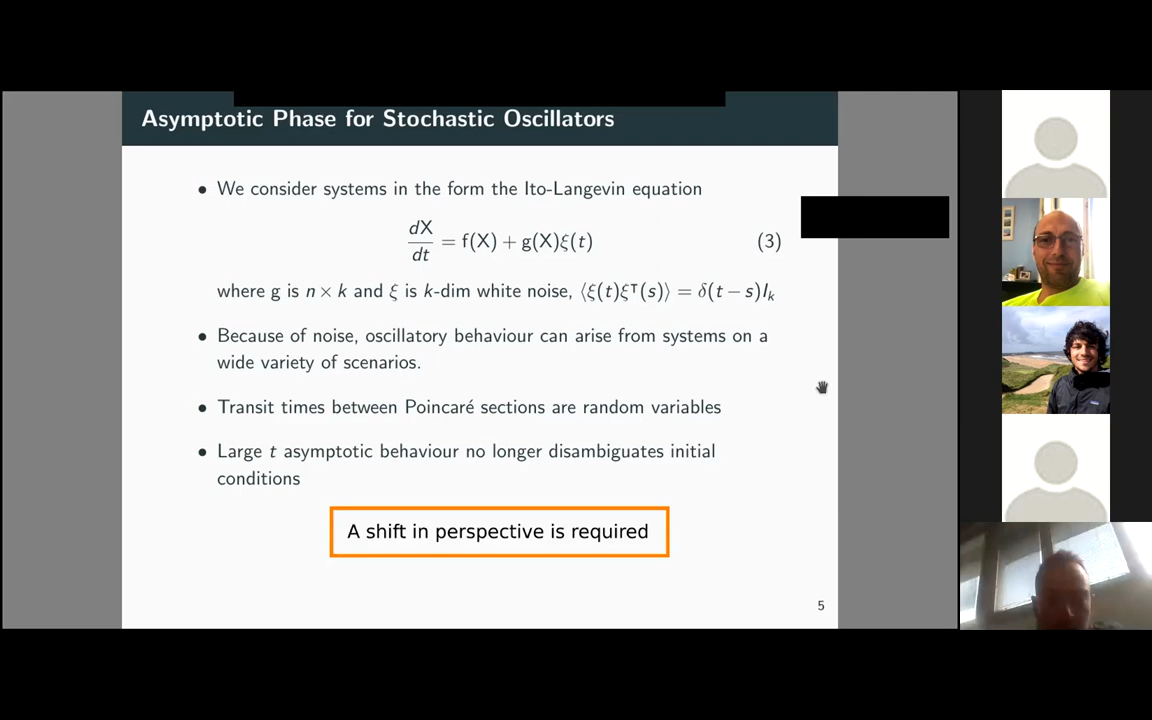 Asymptotic Phase for Stochastic Oscillators
• We consider systems in the form the Ito-Langevin equation
dX/dt = f(X) + g(X)ξ(t) (3)
where g is n × k and ξ is k-dim white noise, ⟨ξ(t)ξᵀ(s)⟩ = δ(t − s)Iₖ
• Because of noise, oscillatory behaviour can arise from systems on a
wide variety of scenarios.
• Transit times between Poincaré sections are random variables
• Large t asymptotic behaviour no longer disambiguates initial
conditions
A shift in perspective is required
5